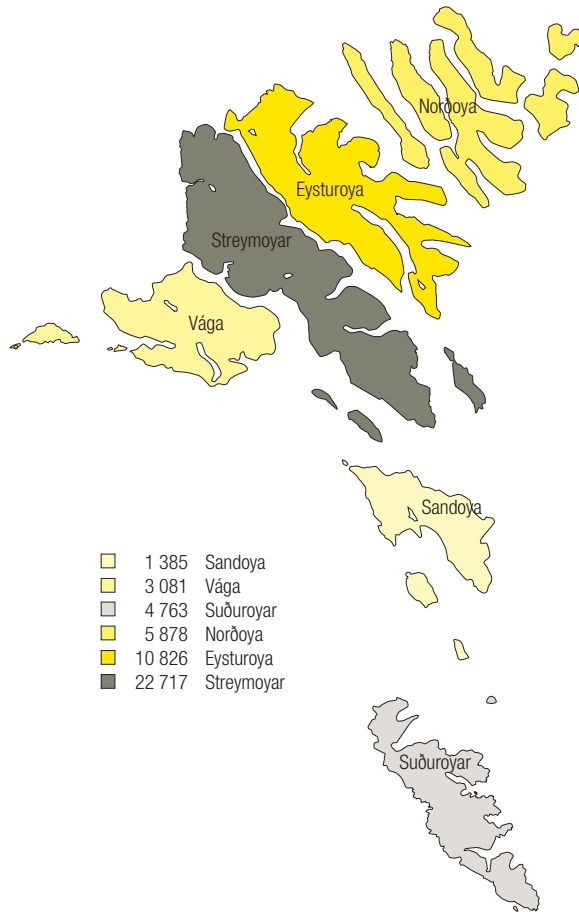 Norðoya
Eysturoya
Streymoyar
Vága
Sandoya
1 385 Sandoya
3 081 Vága
4 763 Suðuroyar
5 878 Norðoya
10 826 Eysturoya
22 717 Streymoyar
Suðuroyar